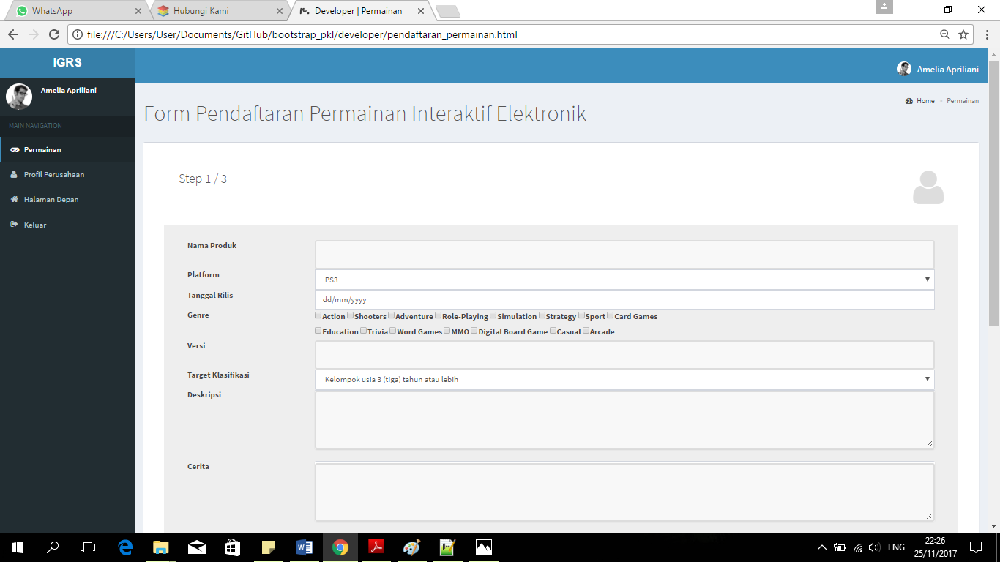 WhatsApp
Hubungi Kami
Developer | Permainan
file:///C:/Users/User/Documents/GitHub/bootstrap_pkl/developer/pendaftaran_permainan.html
IGRS
Amelia Apriliani
Amelia Apriliani
MAIN NAVIGATION
Permainan
Profil Perusahaan
Halaman Depan
Keluar
Home > Permainan
Form Pendaftaran Permainan Interaktif Elektronik
Step 1 / 3
Nama Produk
Platform
PS3
Tanggal Rilis
dd/mm/yyyy
Genre
Action Shooters Adventure Role-Playing Simulation Strategy Sport Card Games
Education Trivia Word Games MMO Digital Board Game Casual Arcade
Versi
Target Klasifikasi
Kelompok usia 3 (tiga) tahun atau lebih
Deskripsi
Cerita
ENG
22:26
25/11/2017